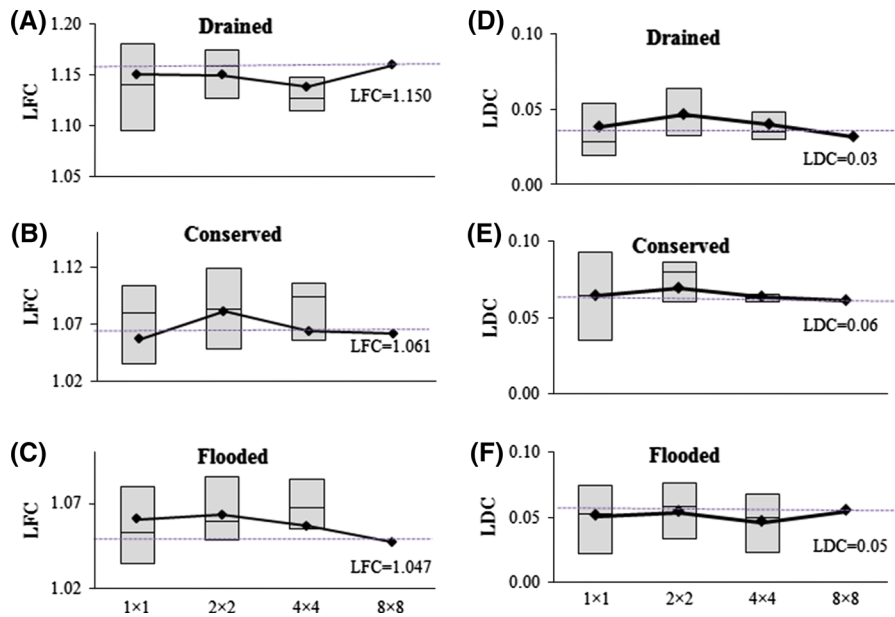 (A)
Drained
LFC
1.20
1.15
1.10
1.05
LFC=1.150
(B)
Conserved
LFC
1.12
1.07
1.02
LFC=1.061
(C)
Flooded
LFC
1.07
1.02
LFC=1.047
1×1 2×2 4×4 8×8
(D)
Drained
LDC
0.10
0.05
0.00
LDC=0.03
(E)
Conserved
LDC
0.10
0.05
0.00
LDC=0.06
(F)
Flooded
LDC
0.10
0.05
0.00
LDC=0.05
1×1 2×2 4×4 8×8